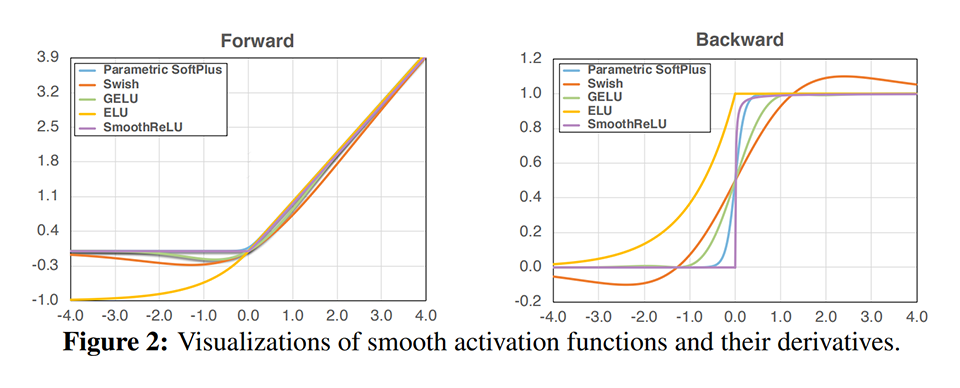 Forward
3.9
3.2
2.5
1.8
1.1
0.4
-0.3
-1.0
Parametric SoftPlus
Swish
GELU
ELU
SmoothReLU
-4.0 -3.0 -2.0 -1.0 0.0 1.0 2.0 3.0 4.0
Backward
1.2
1.0
0.8
0.6
0.4
0.2
0.0
-0.2
Parametric SoftPlus
Swish
GELU
ELU
SmoothReLU
-4.0 -3.0 -2.0 -1.0 0.0 1.0 2.0 3.0 4.0
Figure 2: Visualizations of smooth activation functions and their derivatives.